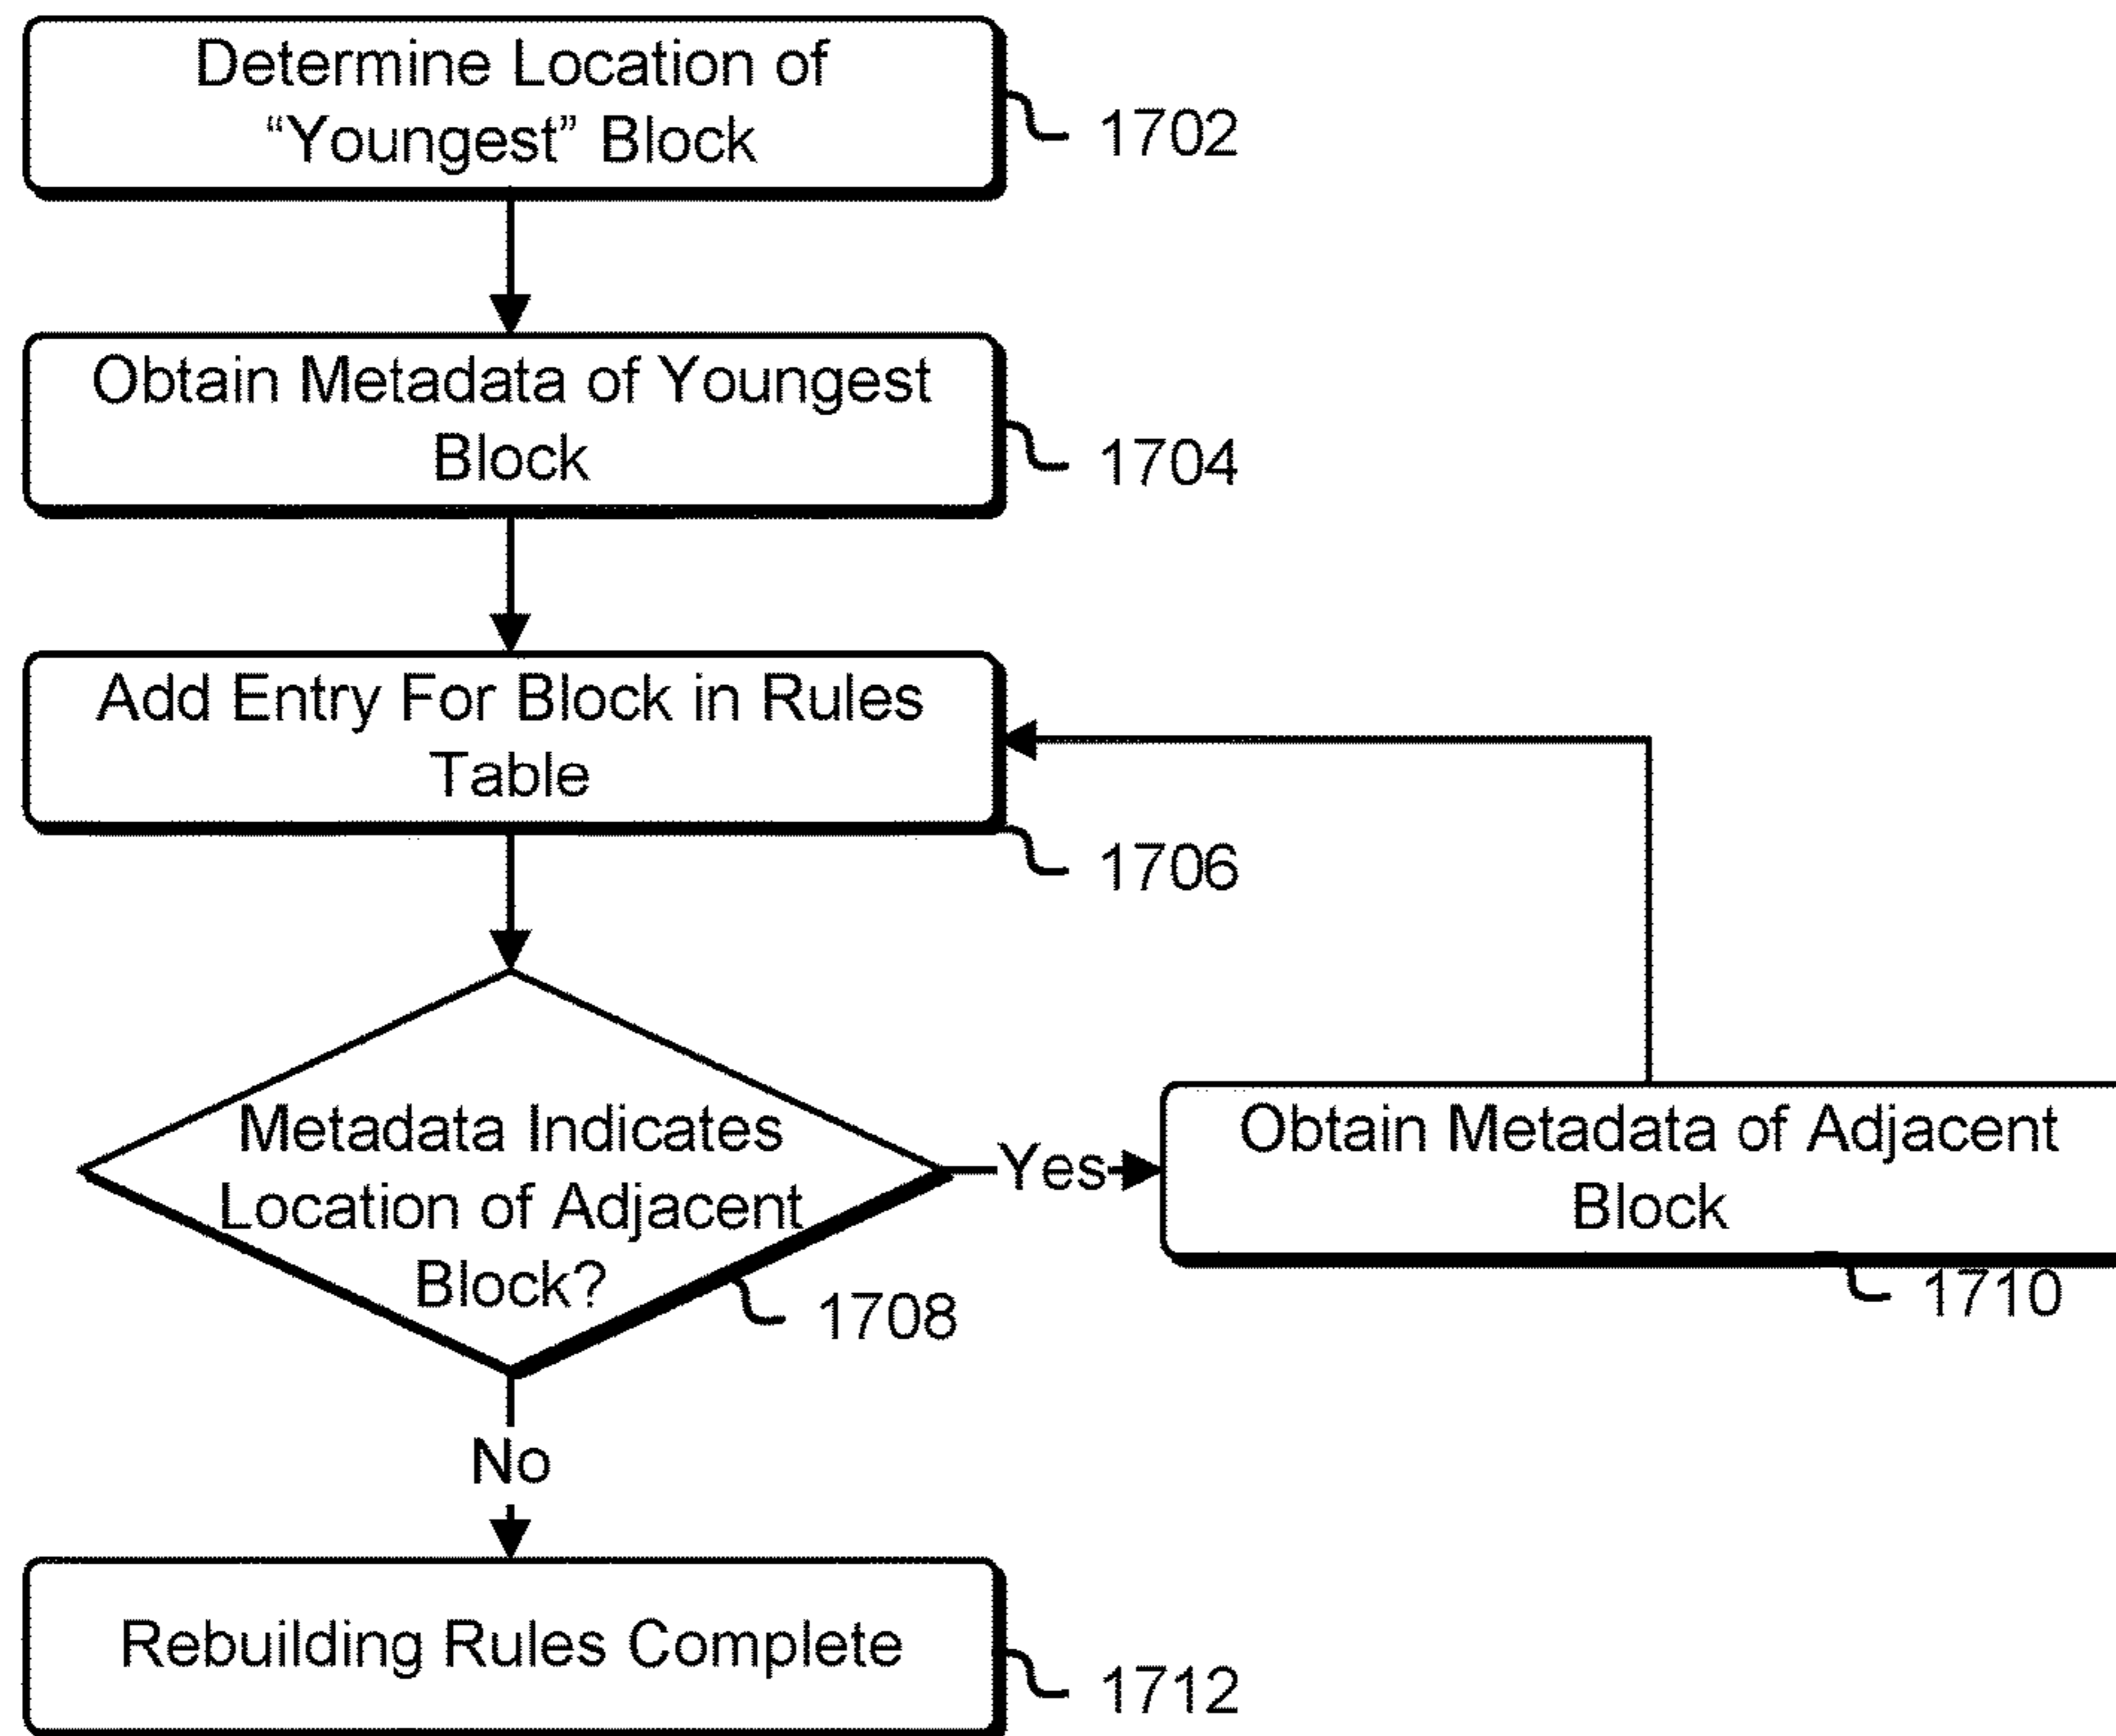 Determine Location of
“Youngest” Block
1702
Obtain Metadata of Youngest
Block
1704
Add Entry For Block in Rules
Table
1706
Metadata Indicates
Location of Adjacent
Block?
1708
Yes
Obtain Metadata of Adjacent
Block
1710
No
Rebuilding Rules Complete
1712